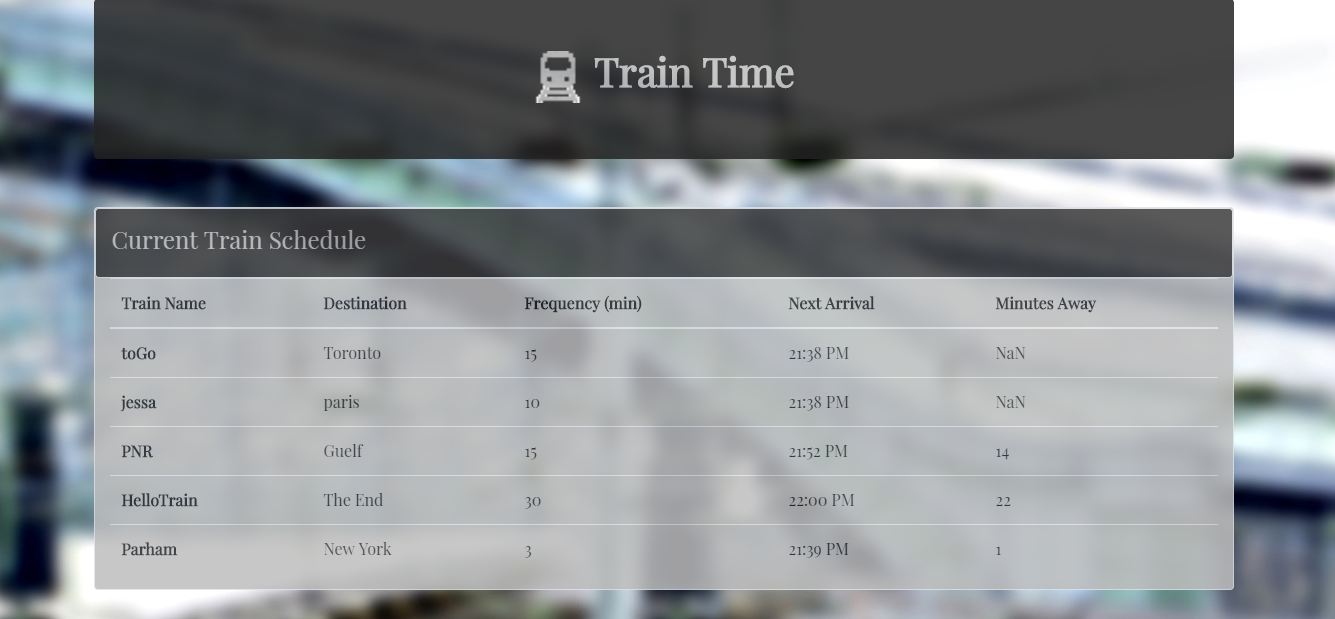 Train Time
Current Train Schedule
Train Name Destination Frequency (min) Next Arrival Minutes Away
toGo Toronto 15 21:38 PM NaN
jessa paris 10 21:38 PM NaN
PNR Guelf 15 21:52 PM 14
HelloTrain The End 30 22:00 PM 22
Parham New York 3 21:39 PM 1